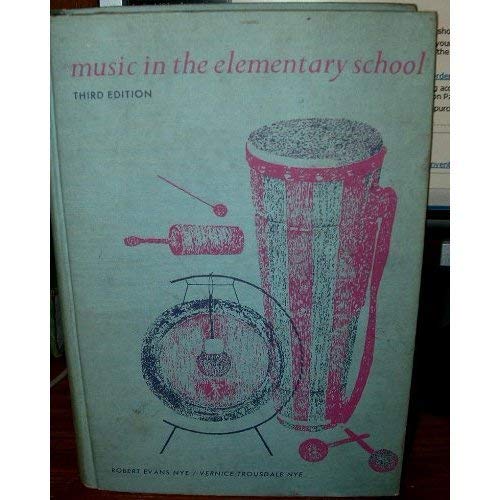 music in the elementary school
THIRD EDITION
ROBERT EVANS NYE // VERNICE TROUSDALE NYE